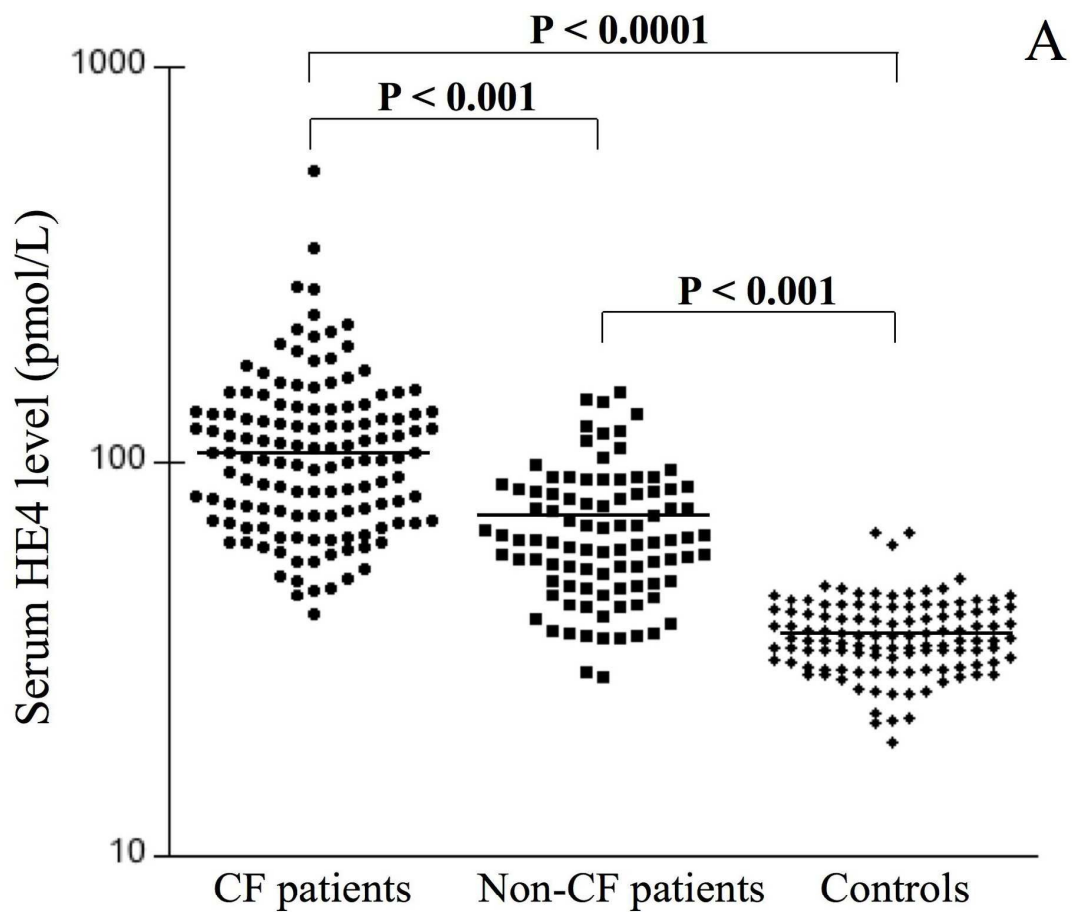 A
P < 0.0001
1000
P < 0.001
P < 0.001
100
10
Serum HE4 level (pmol/L)
CF patients
Non-CF patients
Controls